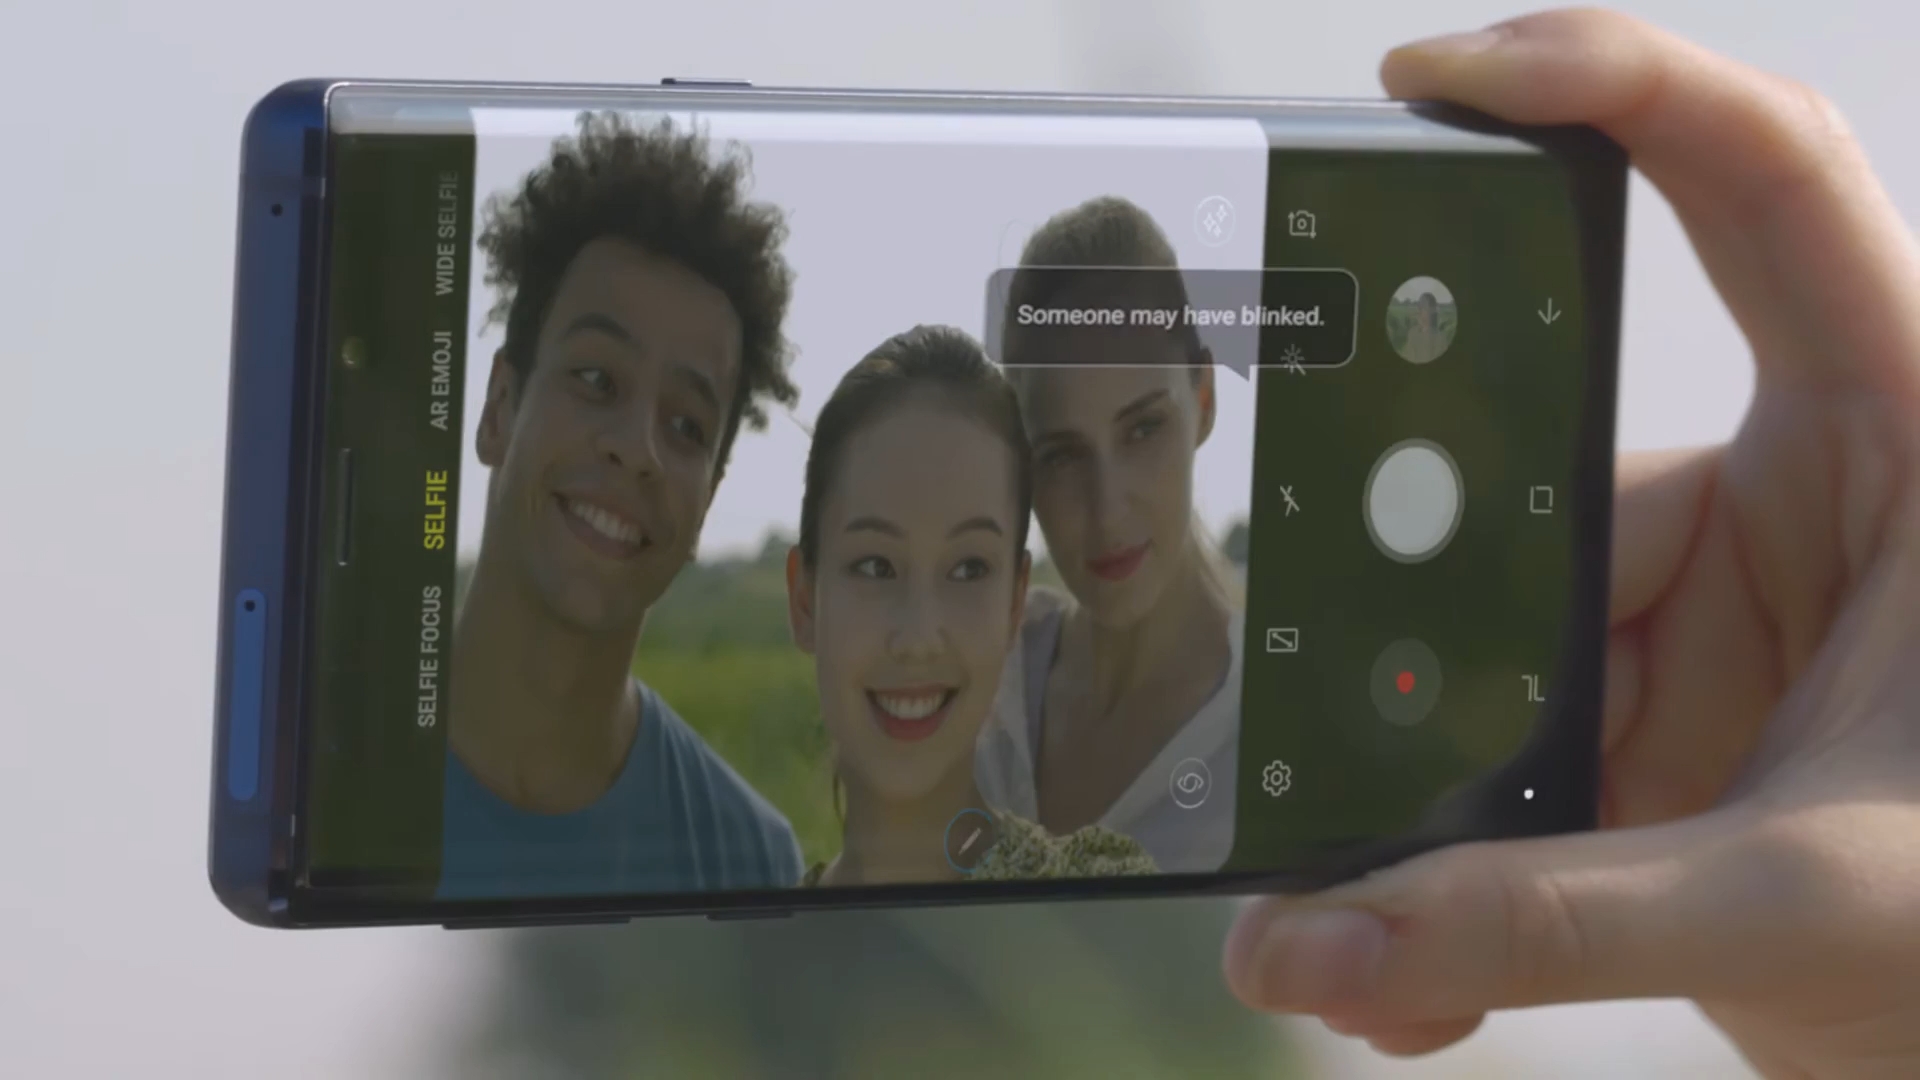 WIDE SELFIE
AR EMOJI
SELFIE
SELFIE FOCUS
Someone may have blinked.